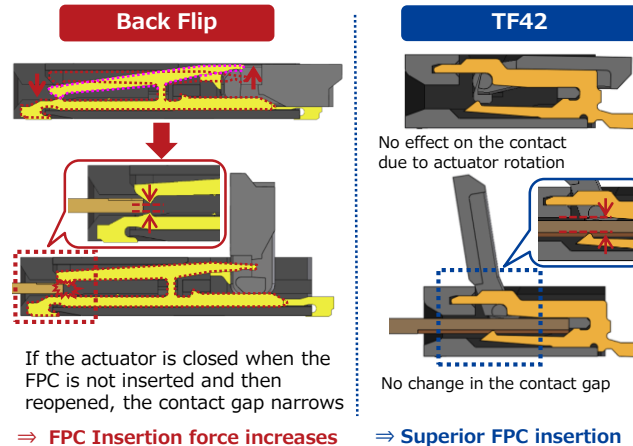 Back Flip
If the actuator is closed when the
FPC is not inserted and then
reopened, the contact gap narrows
⇒ FPC Insertion force increases
TF42
No effect on the contact
due to actuator rotation
No change in the contact gap
⇒ Superior FPC insertion